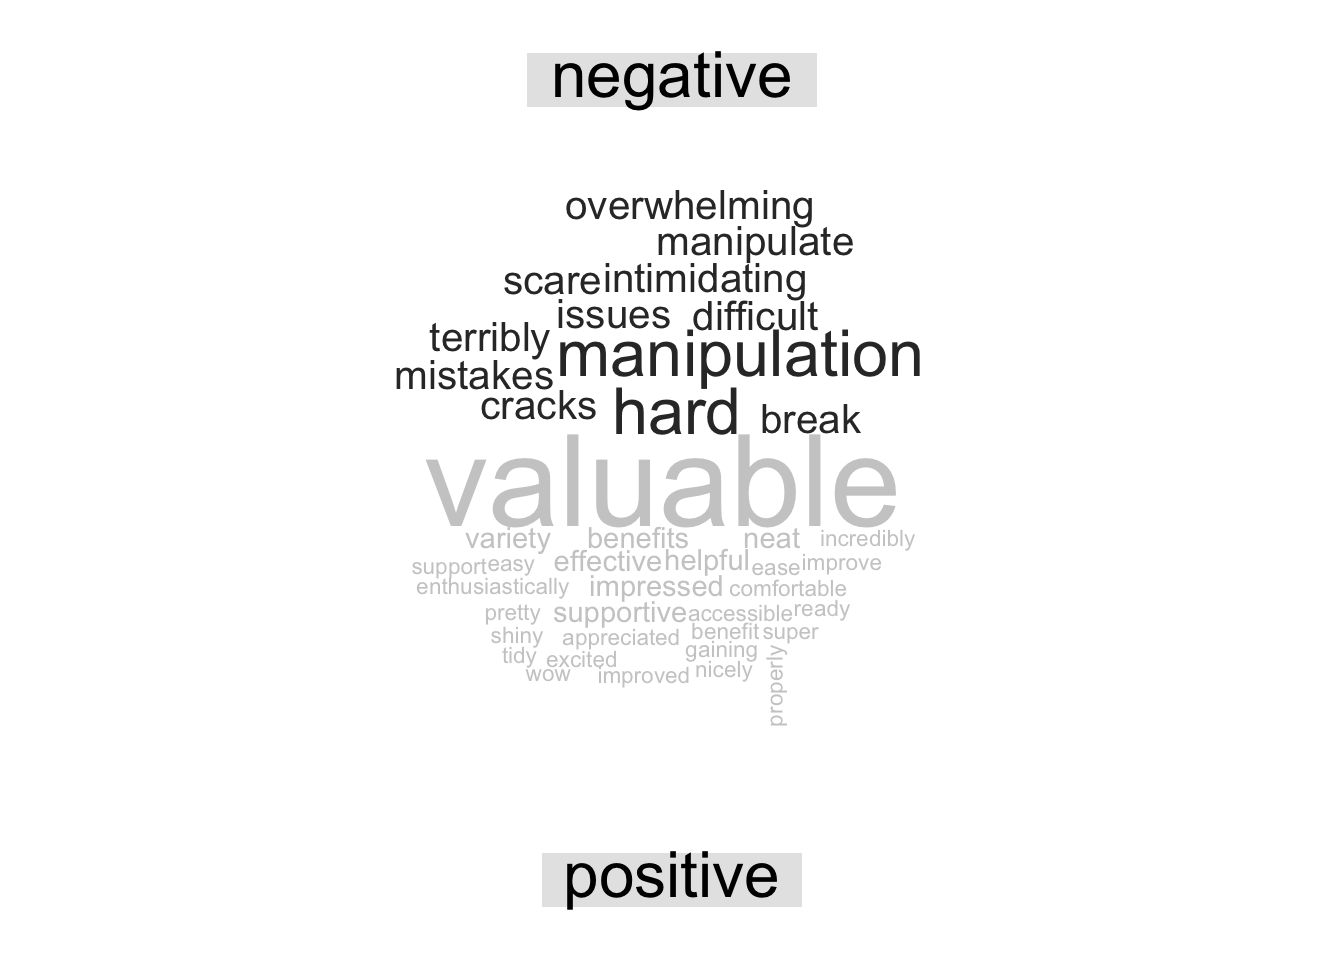 negative
overwhelming
manipulate
scare intimidating
issues difficult
terribly manipulation
mistakes
cracks hard break
valuable
variety benefits neat incredibly
support easy effective helpful ease improve
enthusiastically impressed comfortable
pretty supportive accessible ready
shiny appreciated benefit super
tidy excited gaining
wow improved nicely properly
positive